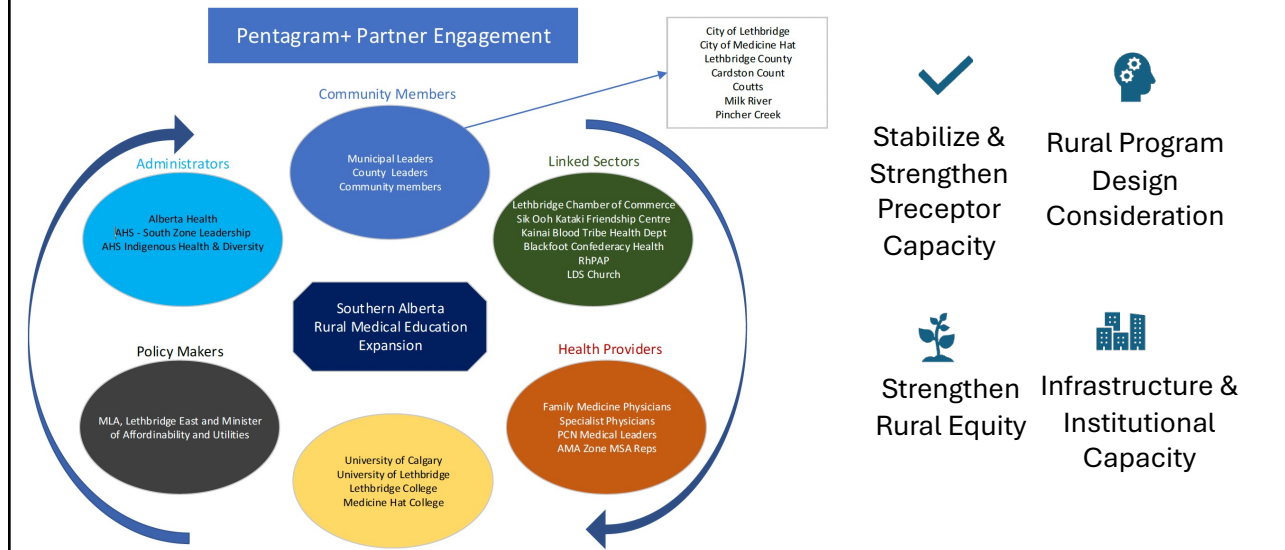 Pentagram+ Partner Engagement
City of Lethbridge
City of Medicine Hat
Lethbridge County
Cardston Count
Coutts
Milk River
Pincher Creek
Community Members
Municipal Leaders
County Leaders
Community members
Administrators
Alberta Health
AHS - South Zone Leadership
AHS Indigenous Health & Diversity
Linked Sectors
Lethbridge Chamber of Commerce
Sik Ooh Kataki Friendship Centre
Kainai Blood Tribe Health Dept
Blackfoot Confederacy Health
RhPAP
LDS Church
Southern Alberta
Rural Medical Education
Expansion
Policy Makers
MLA, Lethbridge East and Minister
of Affordinability and Utilities
Health Providers
Family Medicine Physicians
Specialist Physicians
PCN Medical Leaders
AMA Zone MSA Reps
University of Calgary
University of Lethbridge
Lethbridge College
Medicine Hat College
Stabilize &
Strengthen
Preceptor
Capacity
Rural Program
Design
Consideration
Strengthen
Rural Equity
Infrastructure &
Institutional
Capacity